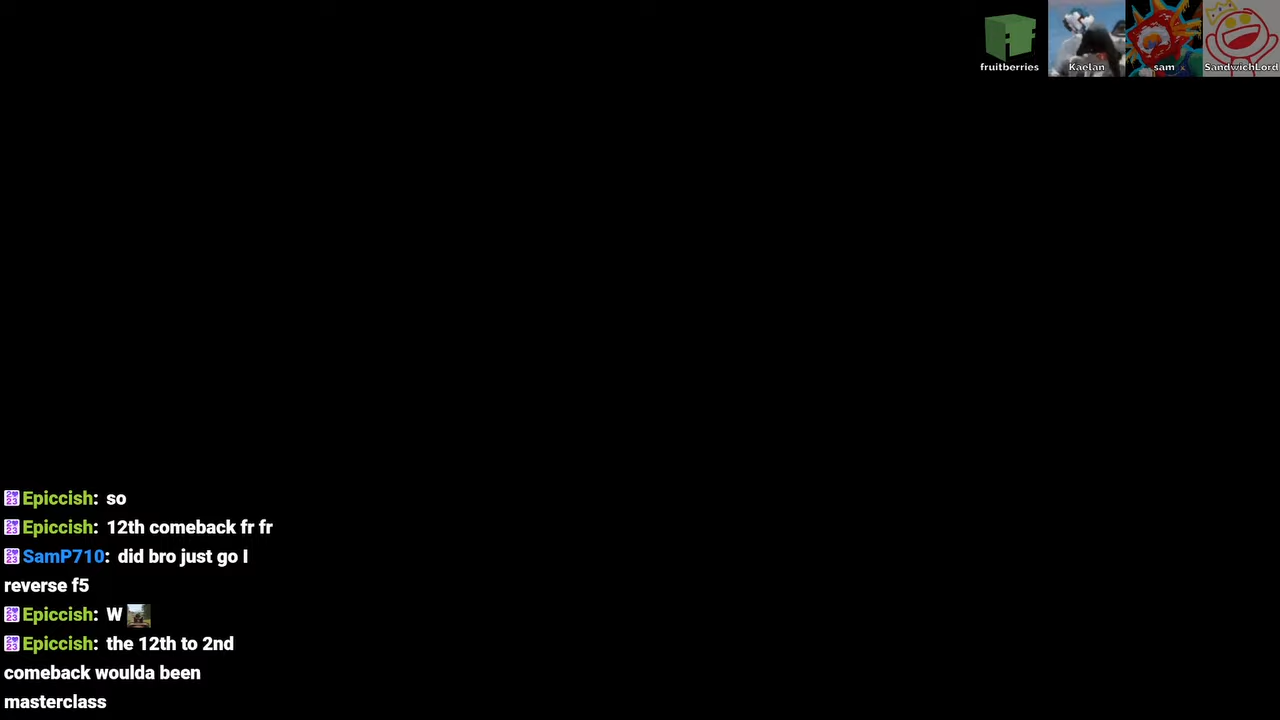 fruitberries Kaelan sam SandwichLord
Epiccish: so
Epiccish: 12th comeback fr fr
SamP710: did bro just go I
reverse f5
Epiccish: W
Epiccish: the 12th to 2nd
comeback woulda been
masterclass